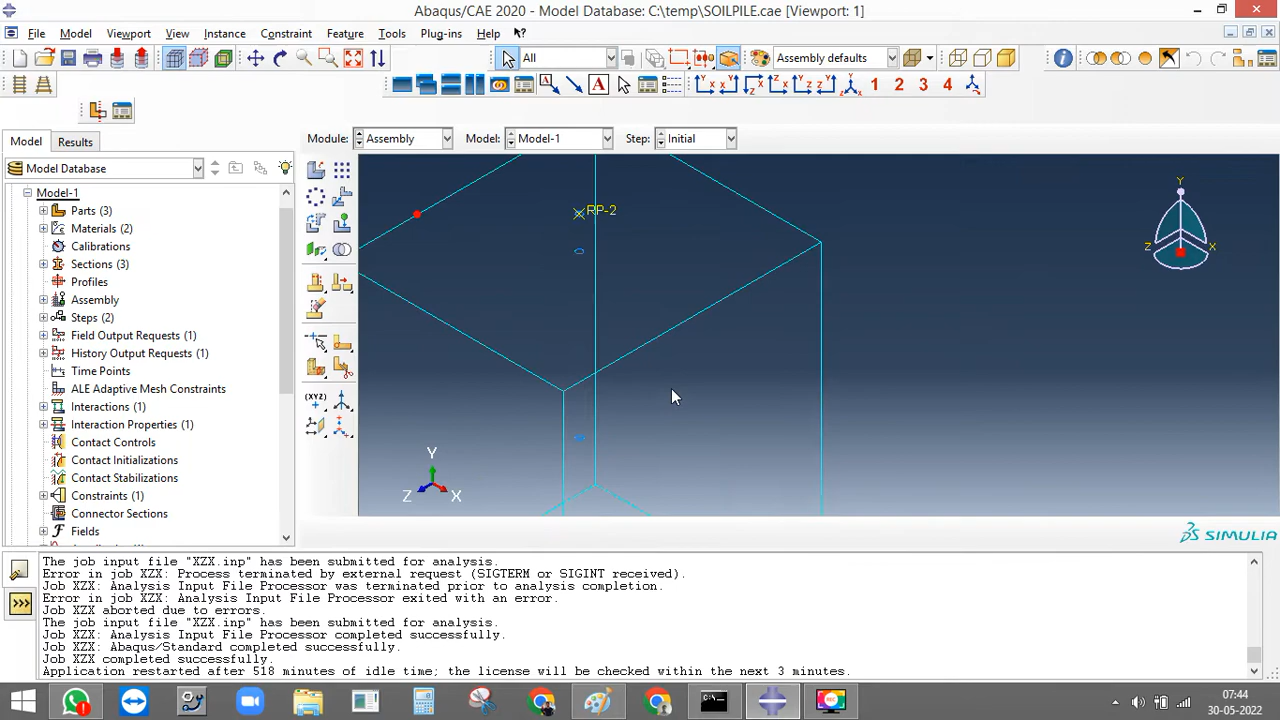 Abaqus/CAE 2020 - Model Database: C:\temp\SOILPILE.cae [Viewport: 1]
File Model Viewport View Instance Constraint Feature Tools Plug-ins Help
All
Assembly defaults
A A 1 2 3 4
Model Results Module: Assembly Model: Model-1 Step: Initial
Model Database
Model-1
Parts (3)
Materials (2)
Calibrations
Sections (3)
Profiles
Assembly
Steps (2)
Field Output Requests (1)
History Output Requests (1)
Time Points
ALE Adaptive Mesh Constraints
Interactions (1)
Interaction Properties (1)
Contact Controls
Contact Initializations
Contact Stabilizations
Constraints (1)
Connector Sections
Fields
(XYZ)
RP-2
Y
Z X
Y
Z X
SIMULIA
The job input file "XZX.inp" has been submitted for analysis.
Error in job XZX: Process terminated by external request (SIGTERM or SIGINT received).
Job XZX: Analysis Input File Processor was terminated prior to analysis completion.
Error in job XZX: Analysis Input File Processor exited with an error.
Job XZX aborted due to errors.
The job input file "XZX.inp" has been submitted for analysis.
Job XZX: Analysis Input File Processor completed successfully.
Job XZX: Abaqus/Standard completed successfully.
Job XZX completed successfully.
Application restarted after 518 minutes of idle time; the license will be checked within the next 3 minutes.
>>>
07:44
30-05-2022